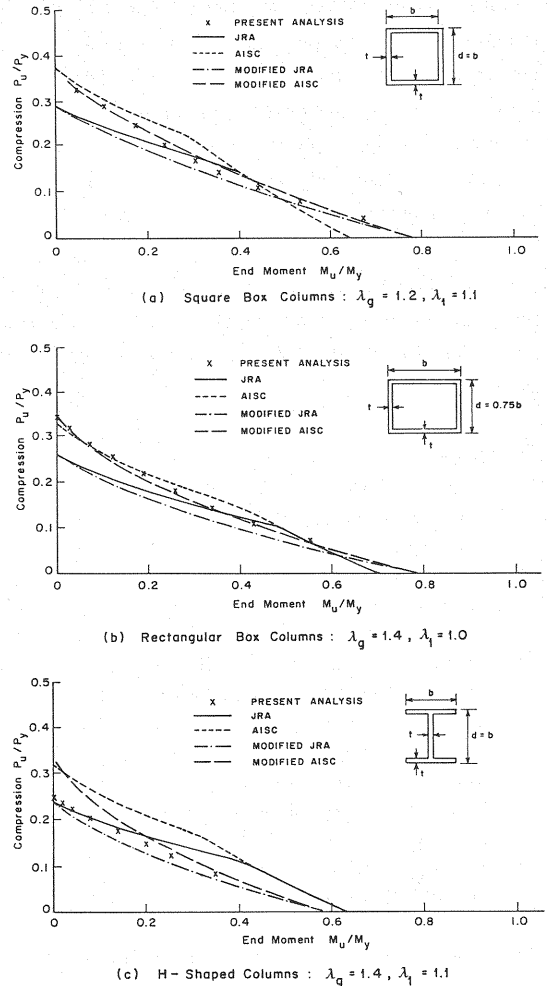 0.5
0.4
0.3
0.2
0.1
0
Compression Pu/Py
x PRESENT ANALYSIS
JRA
AISC
MODIFIED JRA
MODIFIED AISC
b
t
d = b
t
0 0.2 0.4 0.6 0.8 1.0
End Moment Mu/My
(a) Square Box Columns : λg = 1.2 , λ1 = 1.1
0.5
0.4
0.3
0.2
0.1
0
Compression Pu/Py
x PRESENT ANALYSIS
JRA
AISC
MODIFIED JRA
MODIFIED AISC
b
t
d = 0.75b
t
0 0.2 0.4 0.6 0.8 1.0
End Moment Mu/My
(b) Rectangular Box Columns : λg = 1.4 , λ1 = 1.0
0.5
0.4
0.3
0.2
0.1
0
Compression Pu/Py
x PRESENT ANALYSIS
JRA
AISC
MODIFIED JRA
MODIFIED AISC
b
t
d = b
t
0 0.2 0.4 0.6 0.8 1.0
End Moment Mu/My
(c) H-Shaped Columns : λg = 1.4 , λ1 = 1.1